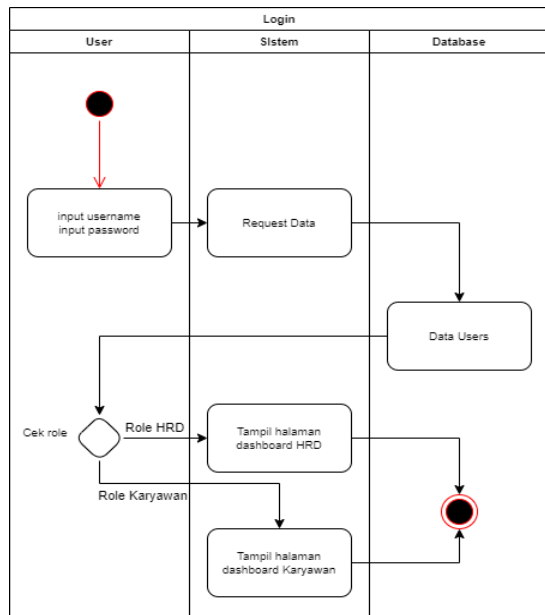 Login
User
SIstem
Database
input username
input password
Request Data
Data Users
Cek role
Role HRD
Tampil halaman
dashboard HRD
Role Karyawan
Tampil halaman
dashboard Karyawan